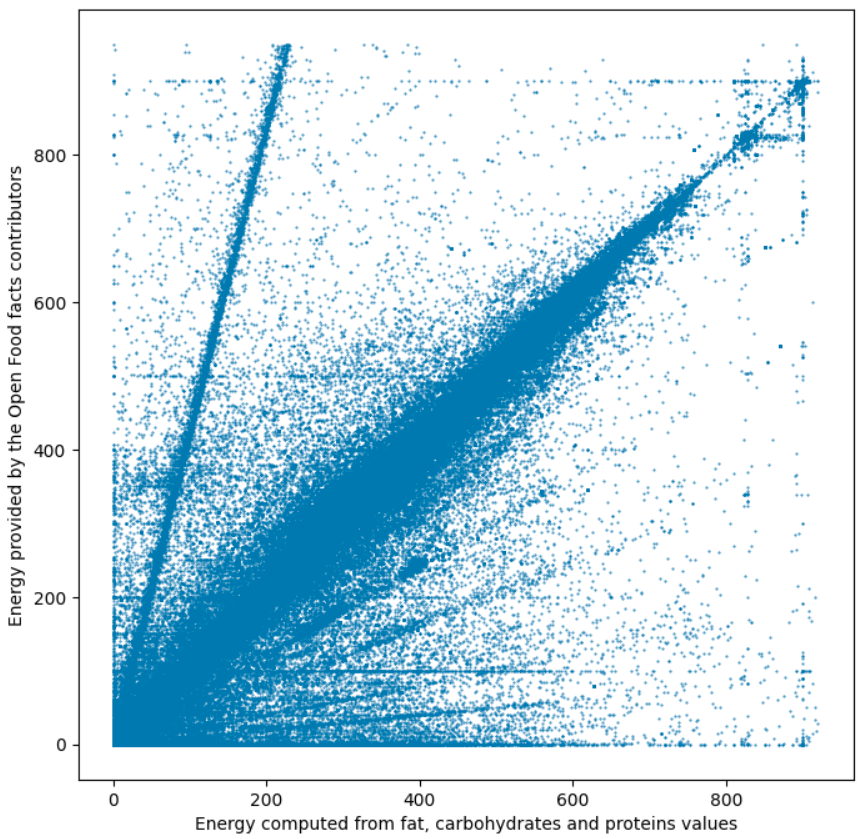 800
600
400
200
0
Energy provided by the Open Food facts contributors
0 200 400 600 800
Energy computed from fat, carbohydrates and proteins values